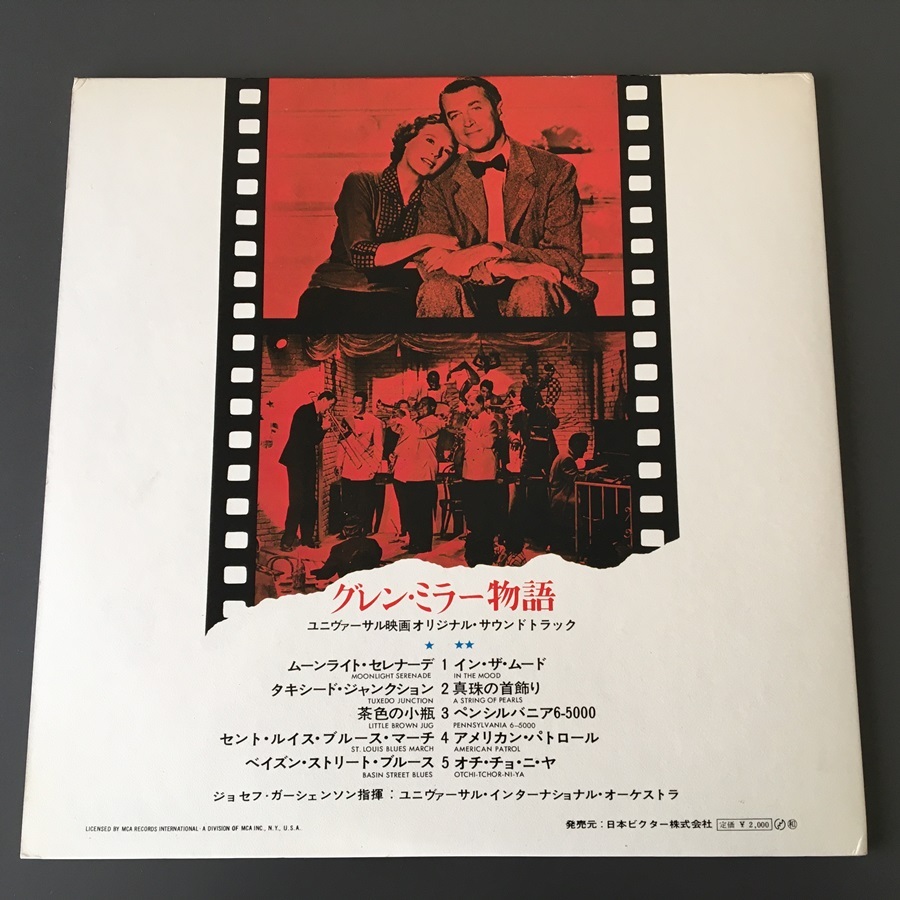 グレン・ミラー物語
ユニヴァーサル映画オリジナル・サウンドトラック
★ ★★
ムーンライト・セレナーデ 1 イン・ザ・ムード
MOONLIGHT SERENADE IN THE MOOD
タキシード・ジャンクション 2 真珠の首飾り
TUXEDO JUNCTION A STRING OF PEARLS
茶色の小瓶 3 ペンシルバニア6-5000
LITTLE BROWN JUG PENNSYLVANIA 6-5000
セント・ルイス・ブルース・マーチ 4 アメリカン・パトロール
ST. LOUIS BLUES MARCH AMERICAN PATROL
ベイズン・ストリート・ブルース 5 オチ・チョ・ニ・ヤ
BASIN STREET BLUES OTCHI-TCHOR-NI-YA
ジョセフ・ガーシェンソン指揮：ユニヴァーサル・インターナショナル・オーケストラ
LICENSED BY MCA RECORDS INTERNATIONAL・A DIVISION OF MCA INC., N.Y., U.S.A. 発売元：日本ビクター株式会社 定価 ¥2,000